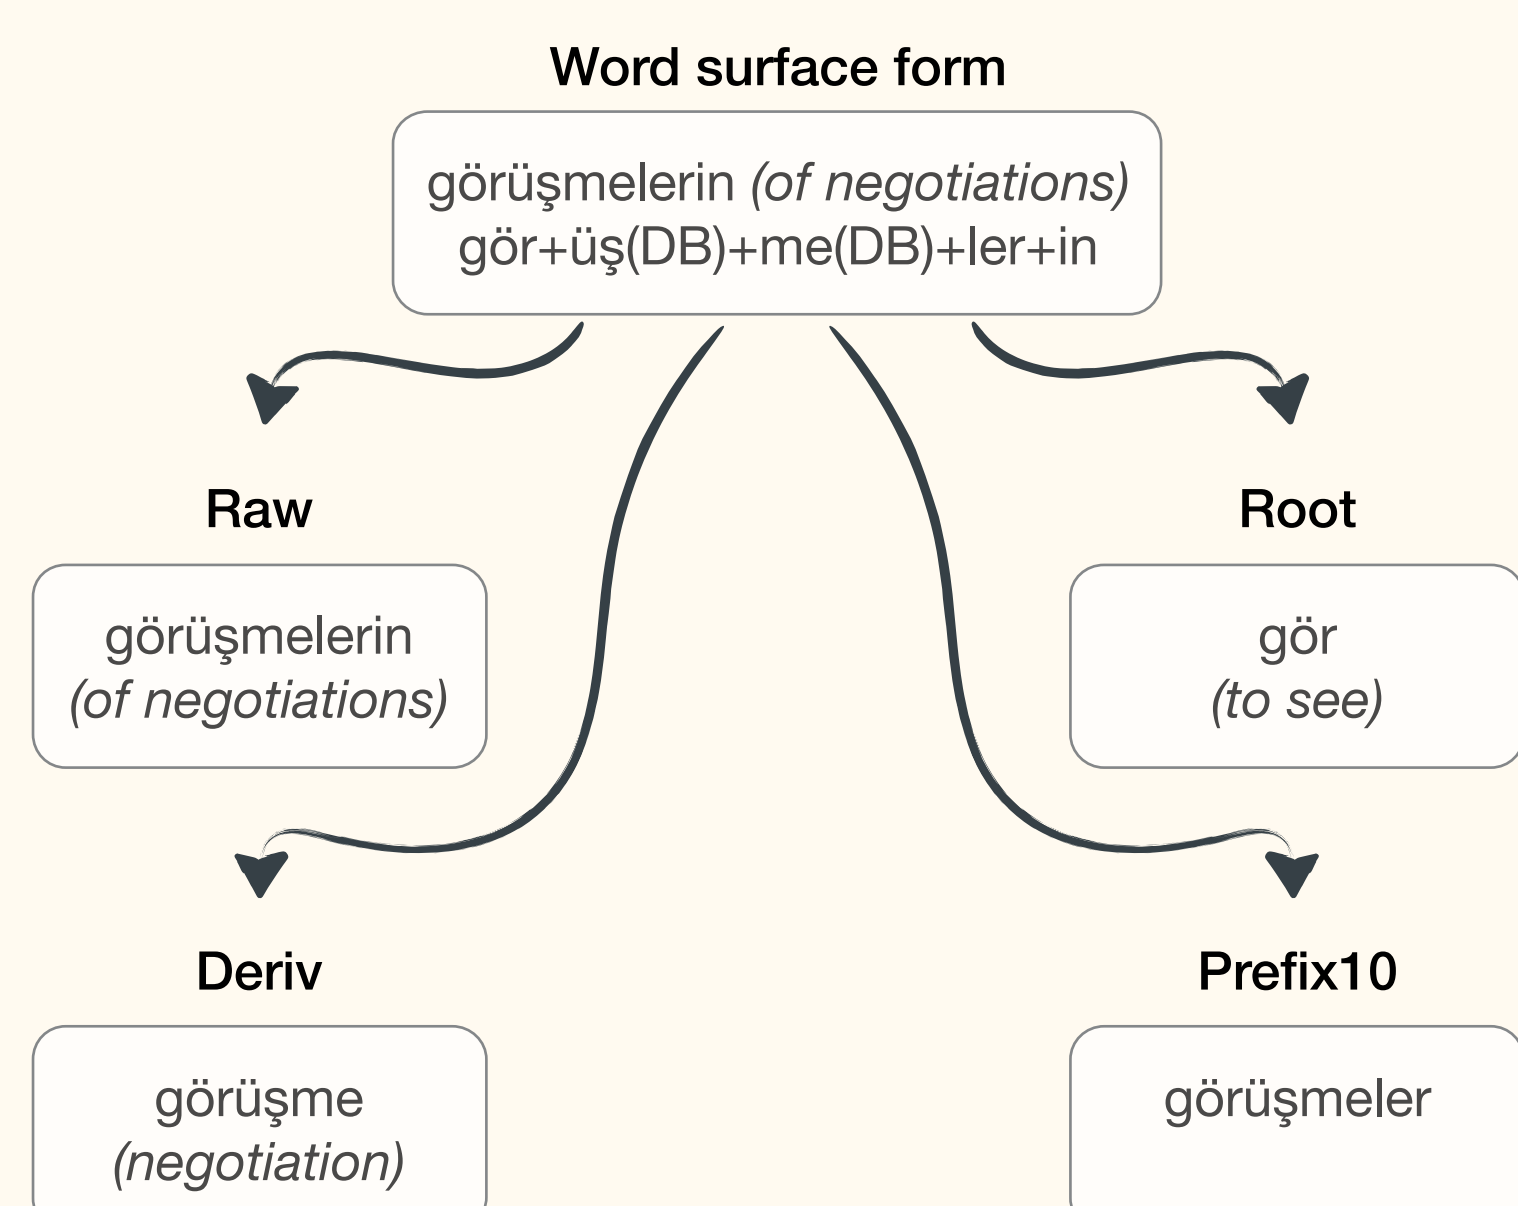 Word surface form
görüşmelerin (of negotiations)
gör+üş(DB)+me(DB)+ler+in
Raw
Root
görüşmelerin
(of negotiations)
gör
(to see)
Deriv
Prefix10
görüşme
(negotiation)
görüşmeler